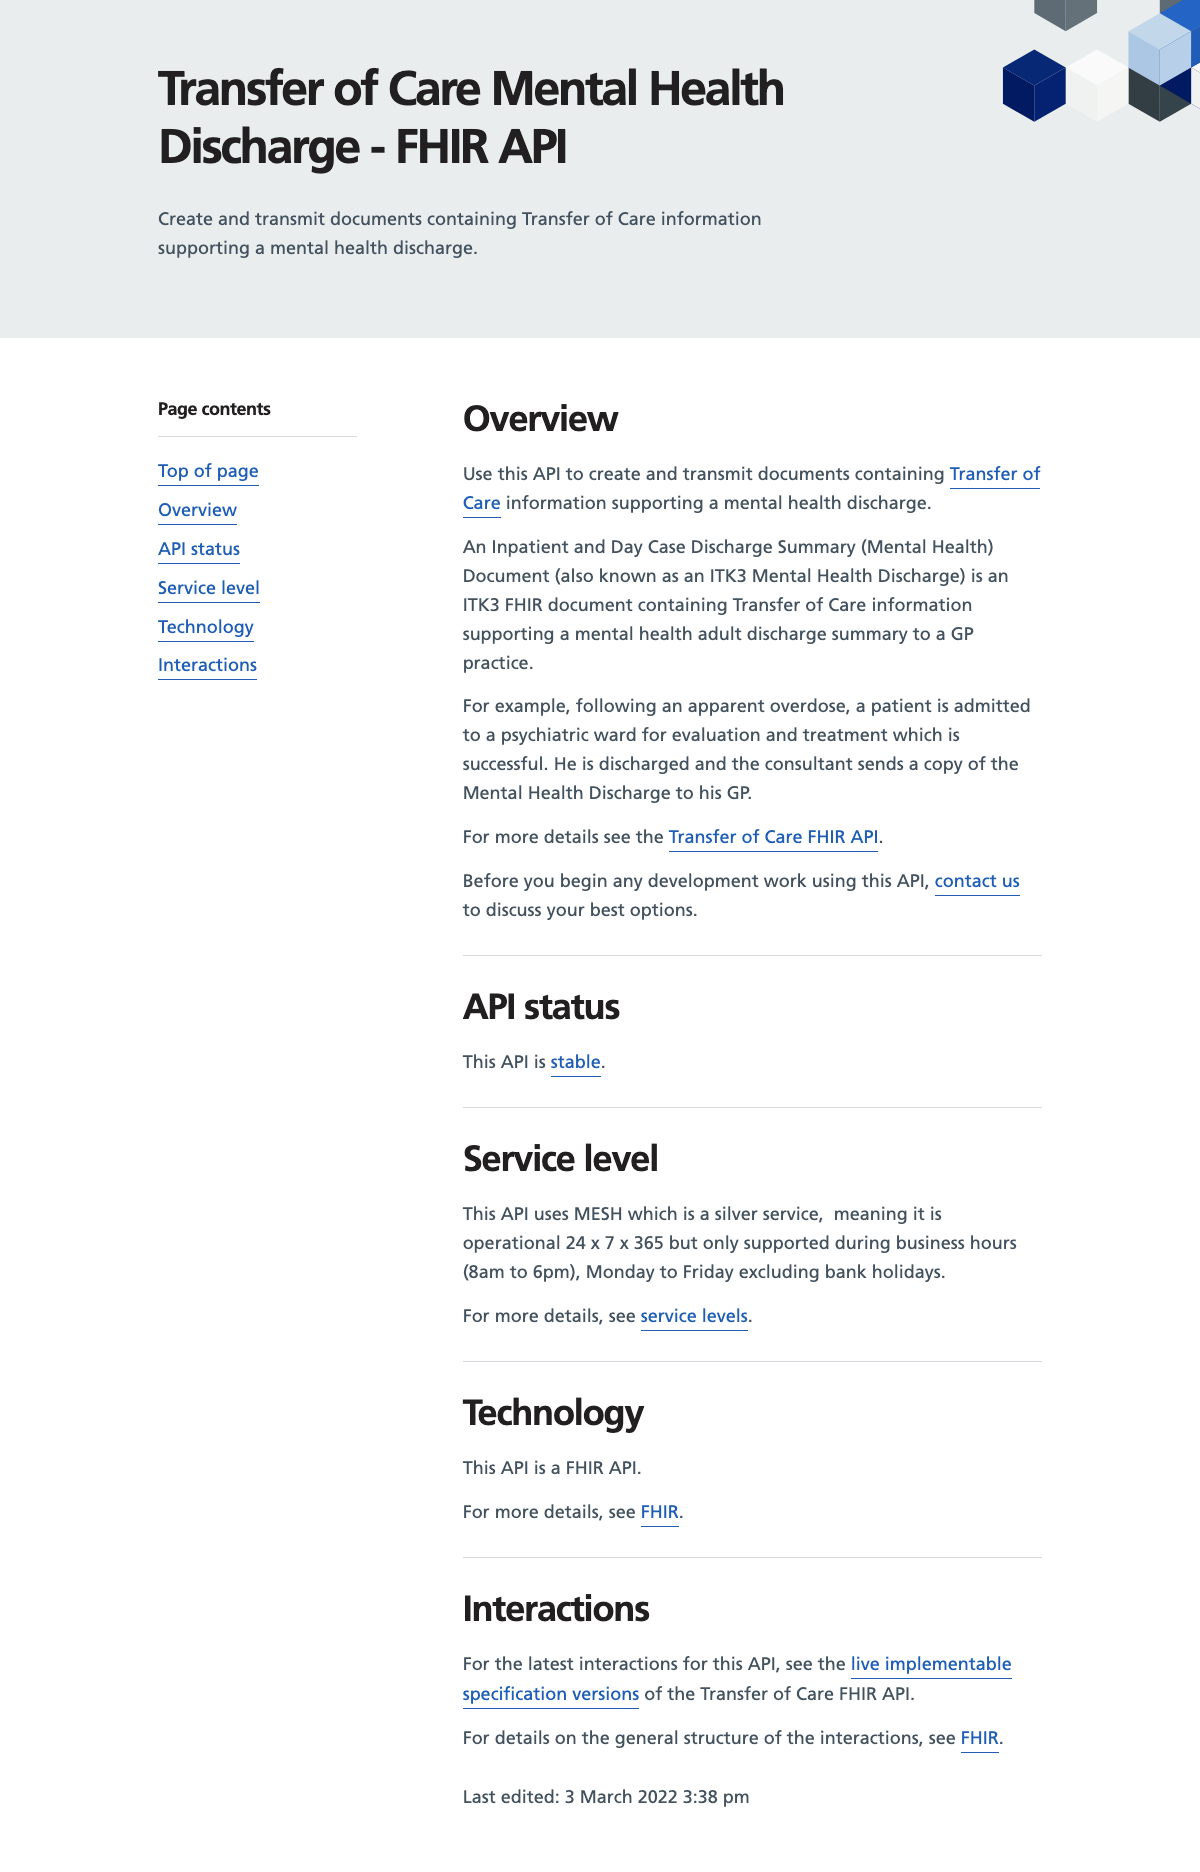 Transfer of Care Mental Health
Discharge - FHIR API
Create and transmit documents containing Transfer of Care information
supporting a mental health discharge.
Page contents
Top of page
Overview
API status
Service level
Technology
Interactions
Overview
Use this API to create and transmit documents containing Transfer of
Care information supporting a mental health discharge.
An Inpatient and Day Case Discharge Summary (Mental Health)
Document (also known as an ITK3 Mental Health Discharge) is an
ITK3 FHIR document containing Transfer of Care information
supporting a mental health adult discharge summary to a GP
practice.
For example, following an apparent overdose, a patient is admitted
to a psychiatric ward for evaluation and treatment which is
successful. He is discharged and the consultant sends a copy of the
Mental Health Discharge to his GP.
For more details see the Transfer of Care FHIR API.
Before you begin any development work using this API, contact us
to discuss your best options.
API status
This API is stable.
Service level
This API uses MESH which is a silver service,  meaning it is
operational 24 x 7 x 365 but only supported during business hours
(8am to 6pm), Monday to Friday excluding bank holidays.
For more details, see service levels.
Technology
This API is a FHIR API.
For more details, see FHIR.
Interactions
For the latest interactions for this API, see the live implementable
specification versions of the Transfer of Care FHIR API.
For details on the general structure of the interactions, see FHIR.
Last edited: 3 March 2022 3:38 pm